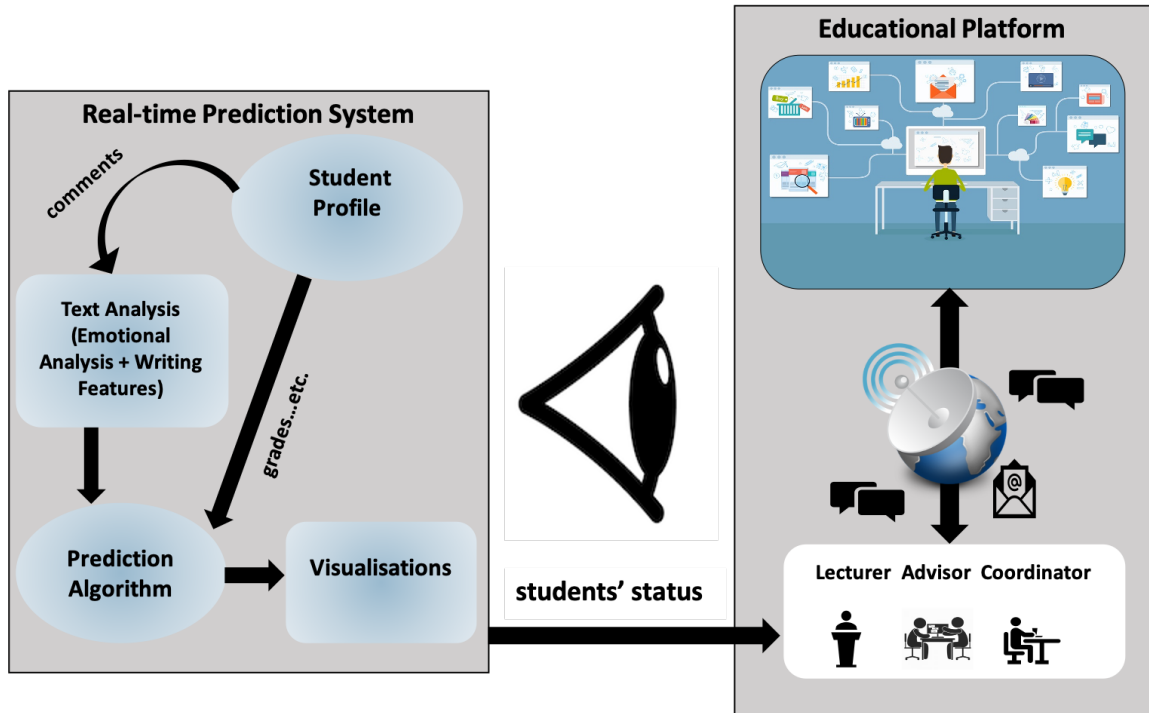 Real-time Prediction System
comments
Student
Profile
Text Analysis
(Emotional
Analysis + Writing
Features)
grades...etc.
Prediction
Algorithm
Visualisations
students’ status
Educational Platform
@
Lecturer Advisor Coordinator